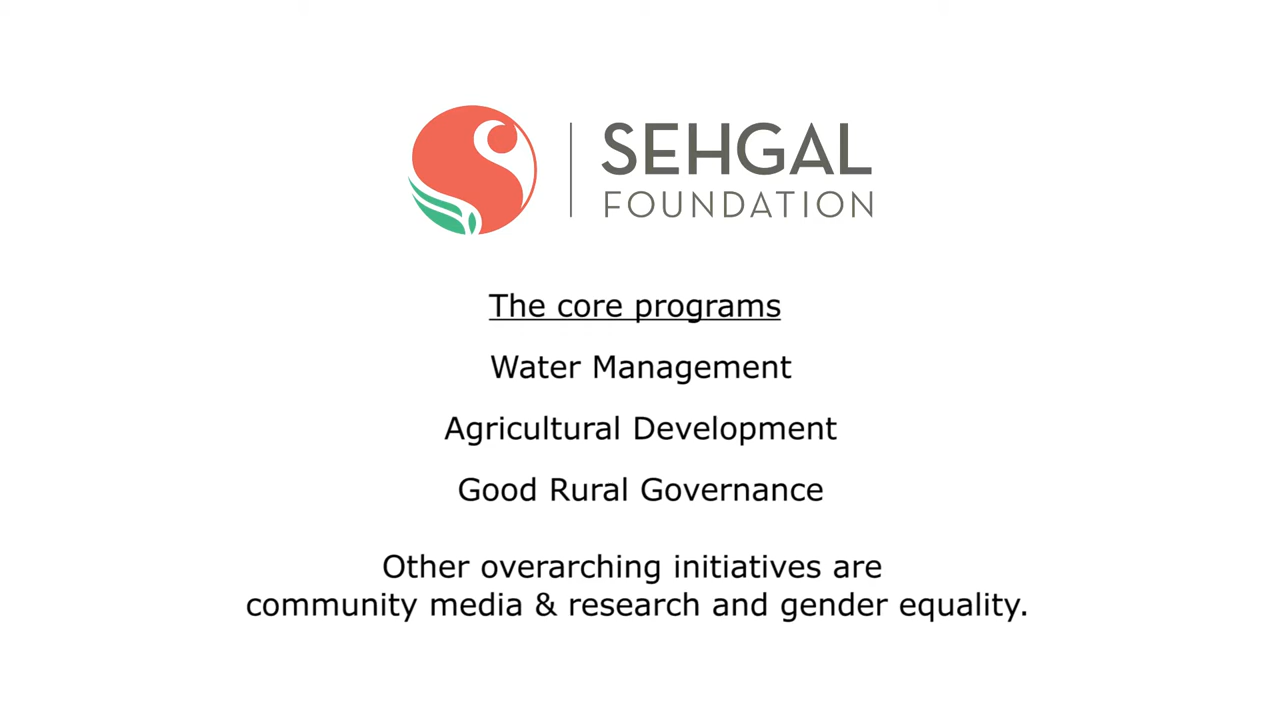 SEHGAL
FOUNDATION
The core programs
Water Management
Agricultural Development
Good Rural Governance
Other overarching initiatives are
community media & research and gender equality.